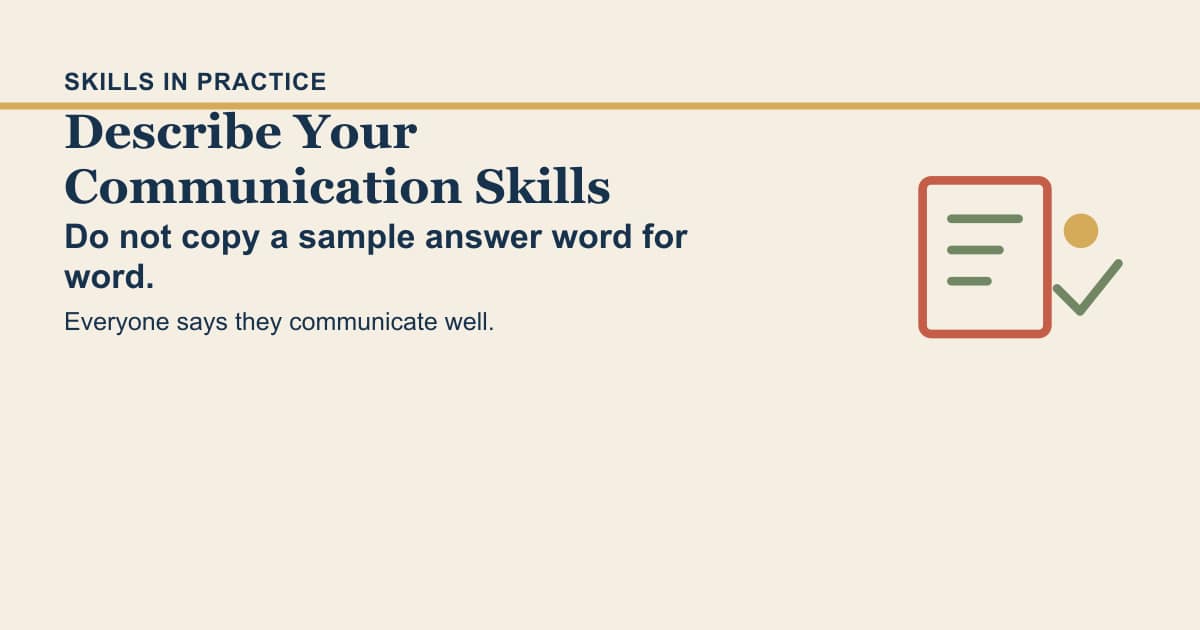 SKILLS IN PRACTICE
Describe Your
Communication Skills
Do not copy a sample answer word for
word.
Everyone says they communicate well.